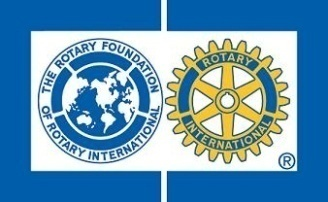 THE ROTARY FOUNDATION
OF ROTARY INTERNATIONAL
ROTARY
INTERNATIONAL
®